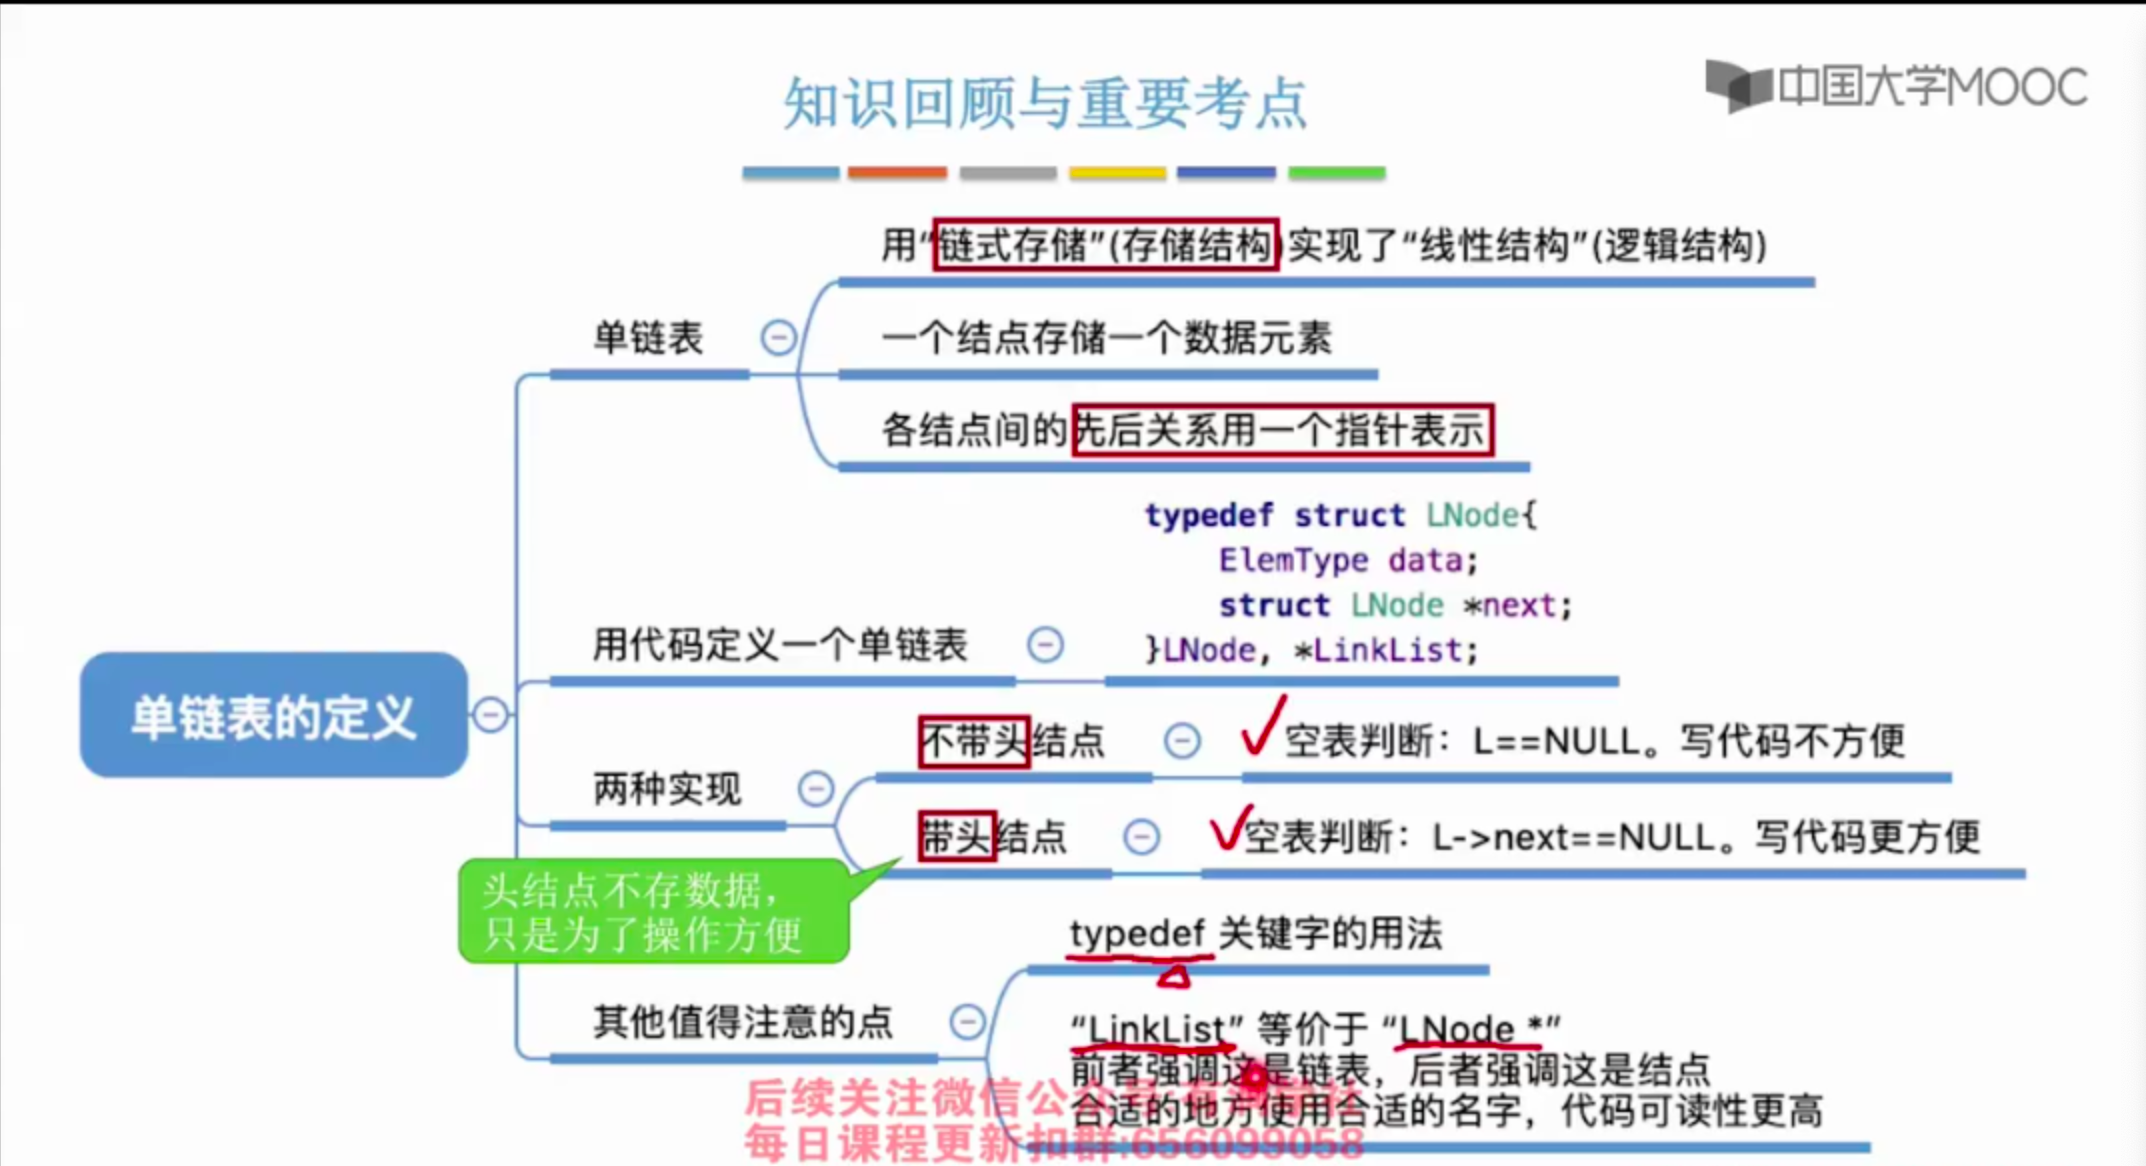 知识回顾与重要考点
中国大学MOOC
用“链式存储”(存储结构)实现了“线性结构”(逻辑结构)
单链表
一个结点存储一个数据元素
各结点间的先后关系用一个指针表示
typedef struct LNode{
ElemType data;
struct LNode *next;
}LNode, *LinkList;
用代码定义一个单链表
单链表的定义
不带头结点
空表判断：L==NULL。写代码不方便
两种实现
带头结点
空表判断：L->next==NULL。写代码更方便
头结点不存数据，
只是为了操作方便
typedef 关键字的用法
其他值得注意的点
“LinkList” 等价于 “LNode *”
前者强调这是链表，后者强调这是结点
合适的地方使用合适的名字，代码可读性更高
后续关注微信公众号:有
每日课程更新扣群:656099058